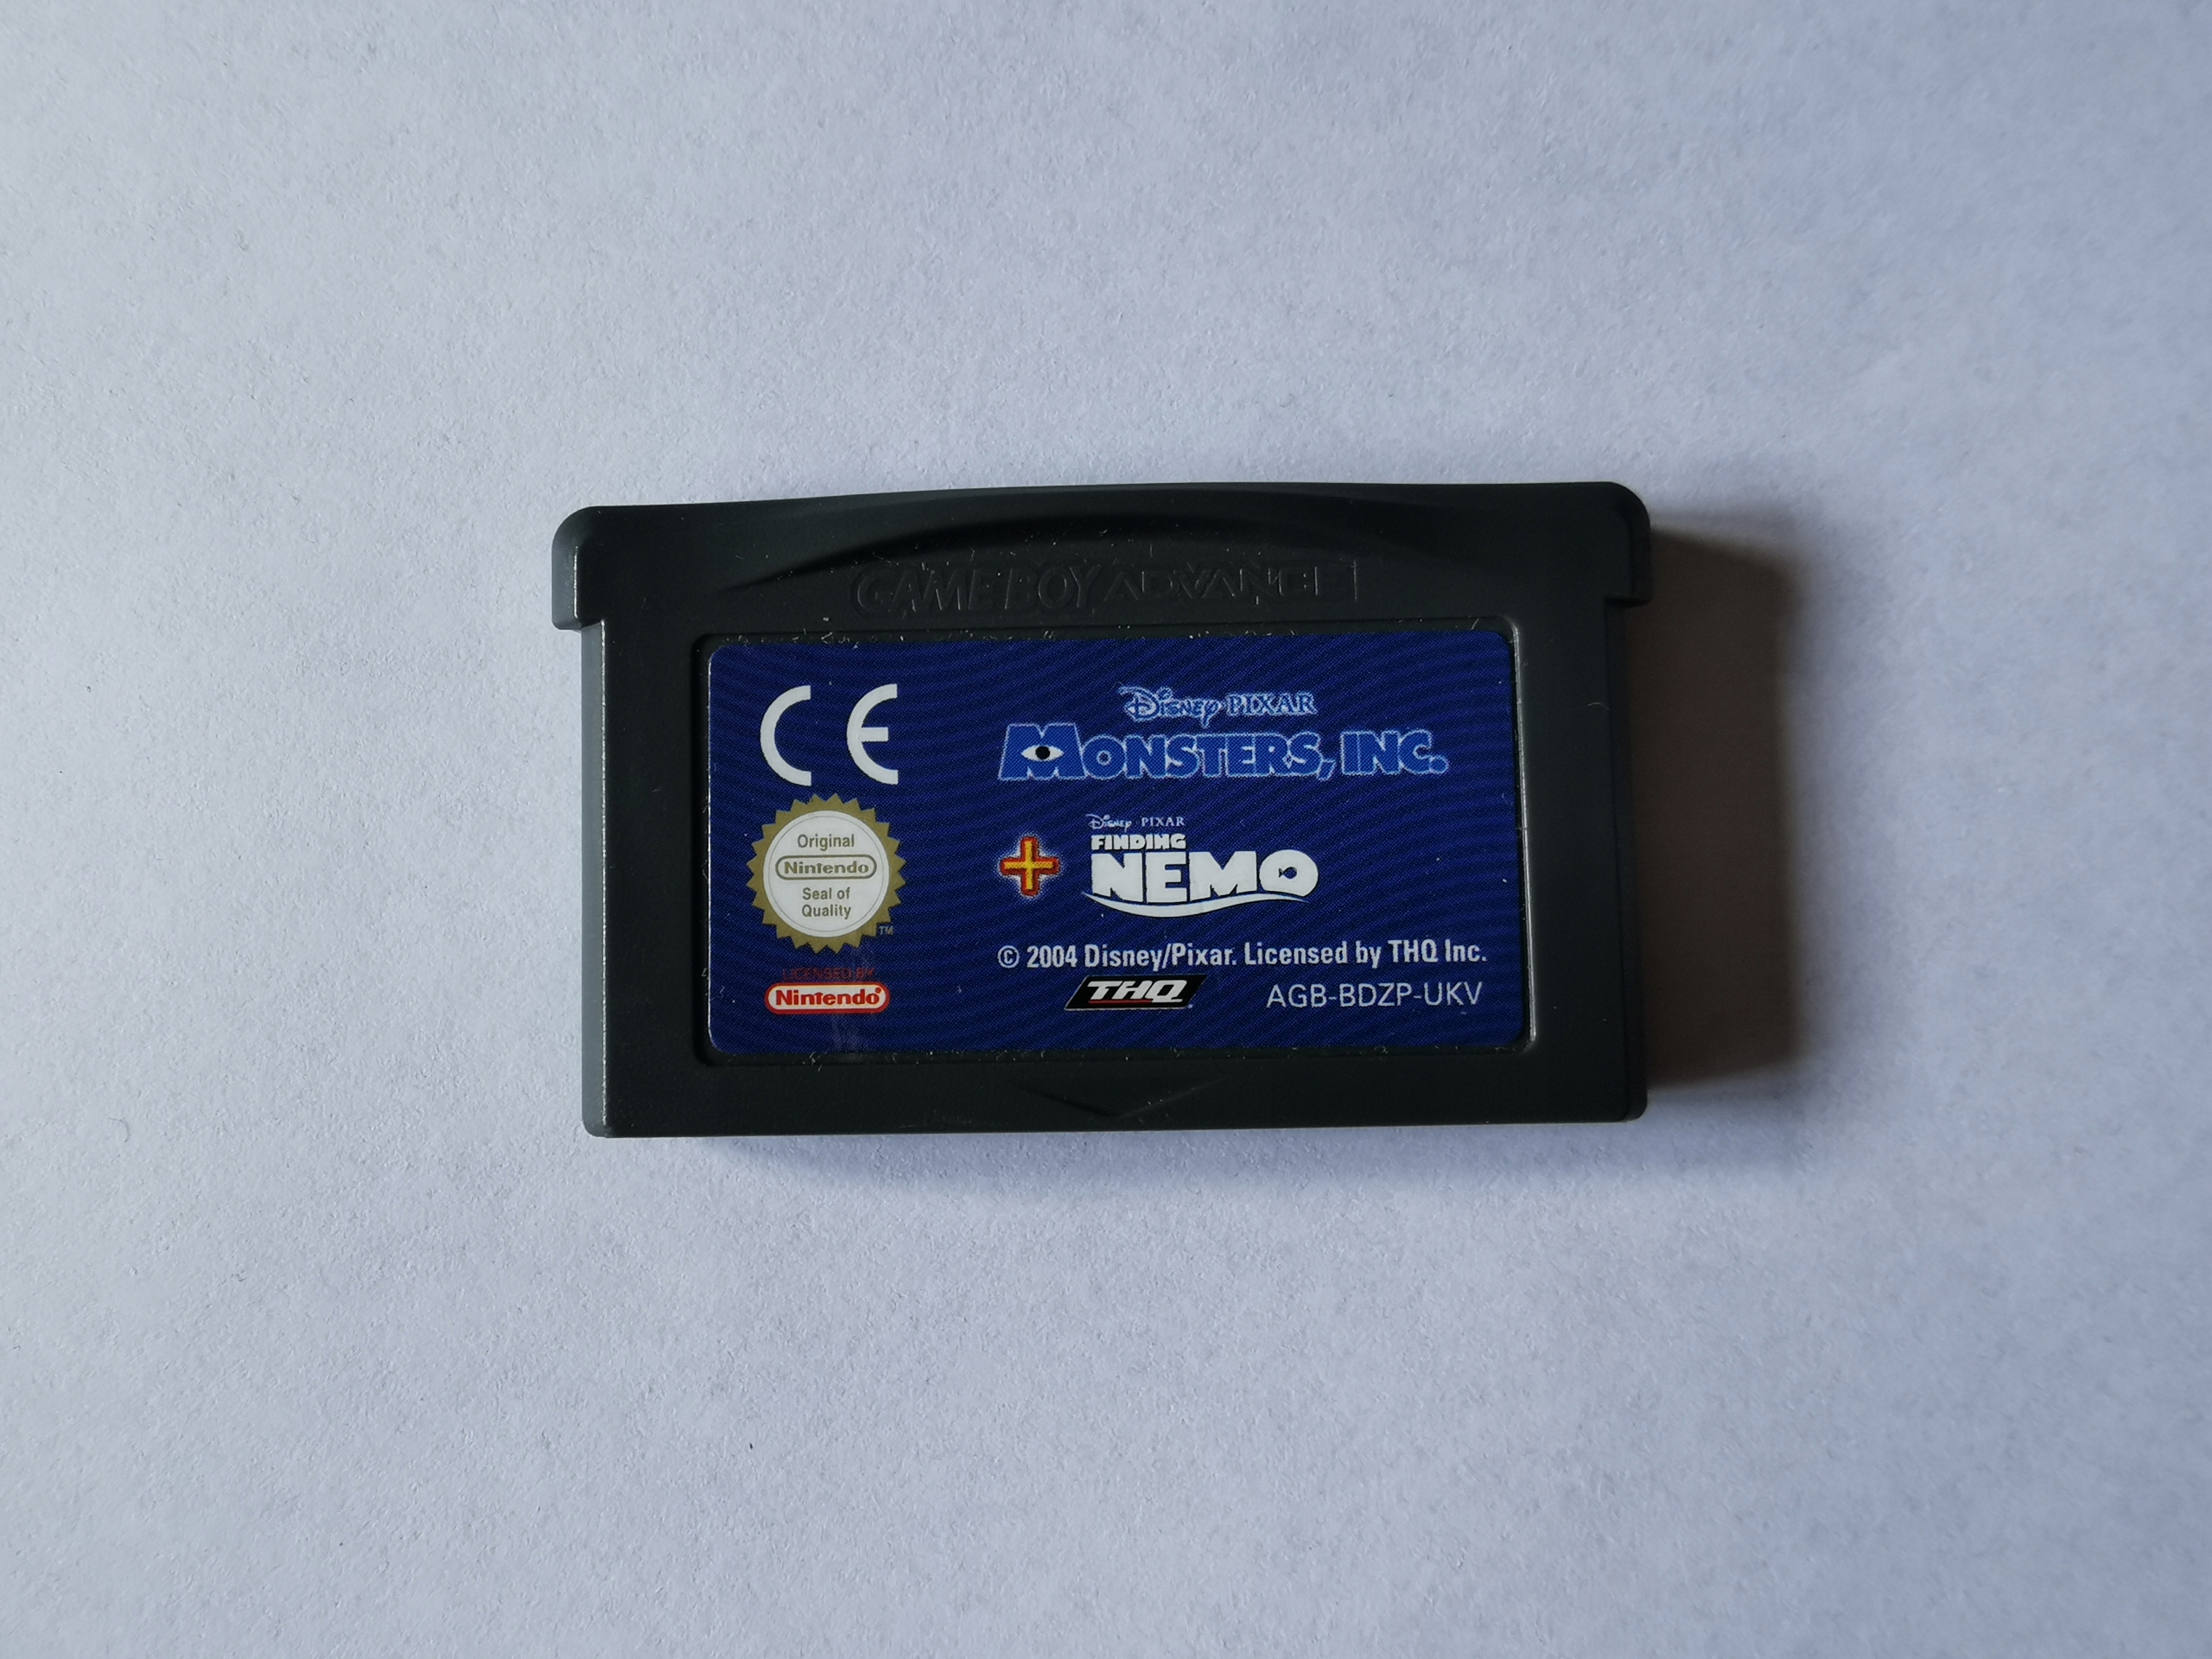 GAME BOY ADVANCE
CE
Disney PIXAR
MONSTERS, INC.
Original
Nintendo
Seal of
Quality
TM
+
Disney PIXAR
FINDING
NEMO
© 2004 Disney/Pixar. Licensed by THQ Inc.
LICENSED BY
Nintendo®
THQ
AGB-BDZP-UKV